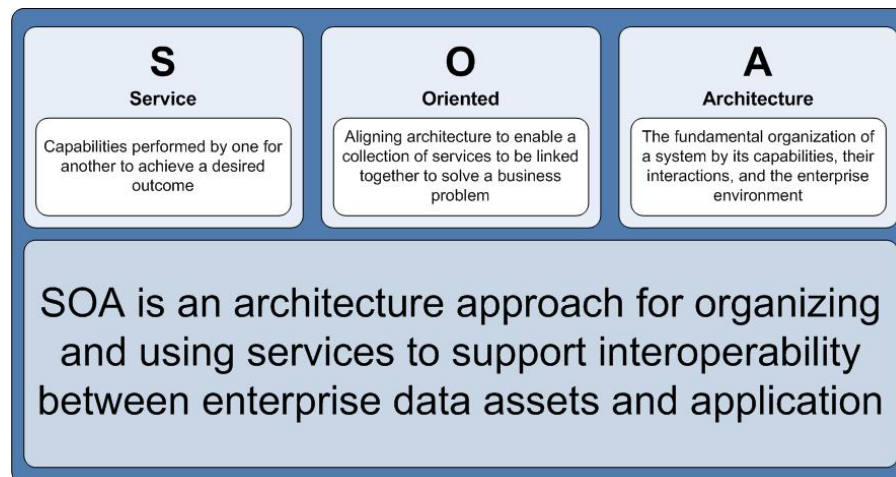 S
Service
Capabilities performed by one for
another to achieve a desired
outcome
O
Oriented
Aligning architecture to enable a
collection of services to be linked
together to solve a business
problem
A
Architecture
The fundamental organization of
a system by its capabilities, their
interactions, and the enterprise
environment
SOA is an architecture approach for organizing
and using services to support interoperability
between enterprise data assets and application